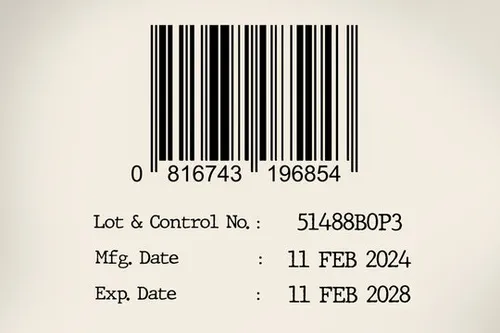 0 816743 196854
Lot & Control No. : 51488B0P3
Mfg. Date : 11 FEB 2024
Exp. Date : 11 FEB 2028